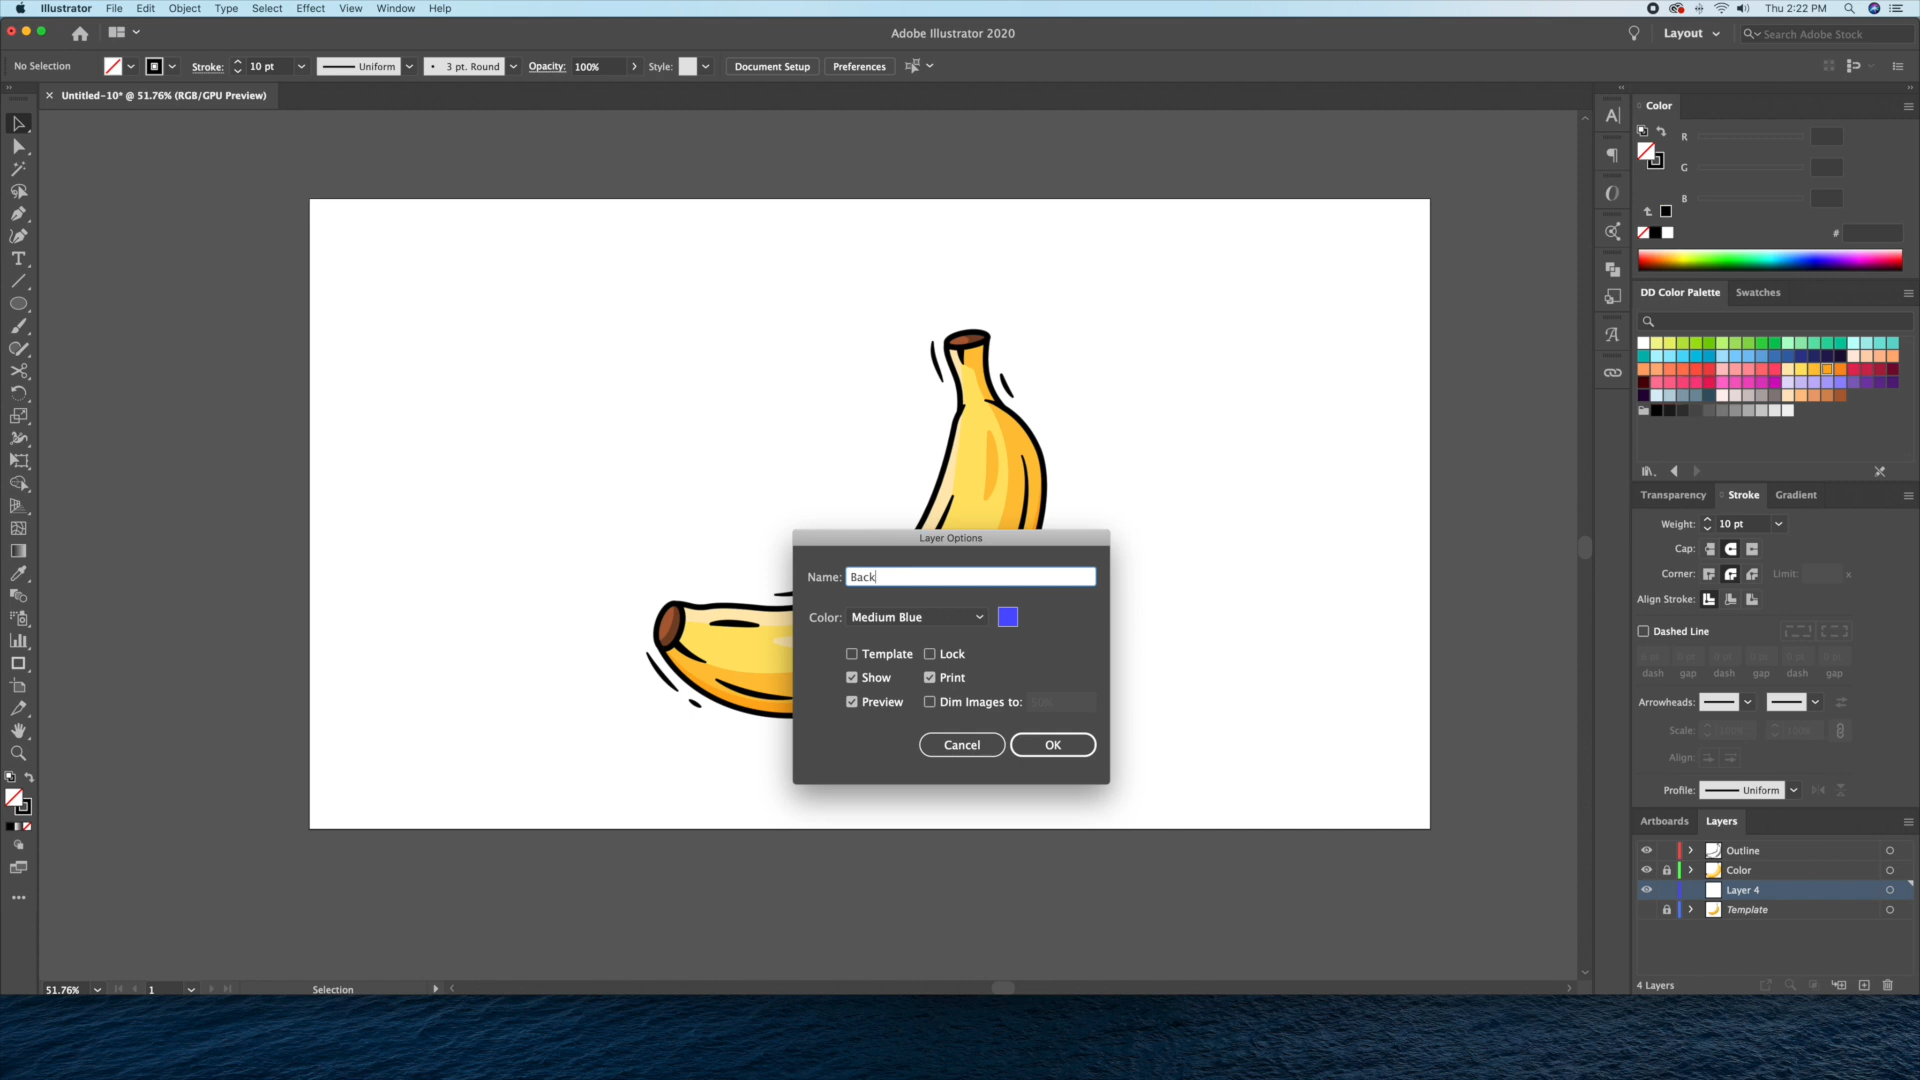 Illustrator File Edit Type Select Effect View Window Help Thu 2:22 PM
Object
Adobe Illustrator 2020 Layout Search Adobe Stock
No Selection Stroke: 10 pt Uniform 3 pt. Round Opacity: 100% Style: Document Setup Preferences
× Untitled-10* @ 51.76% (RGB/GPU Preview)
Color
R
G
B
#
DD Color Palette Swatches
Transparency Stroke Gradient
Weight: 10 pt
Cap:
Corner: Limit: x
Align Stroke:
Dashed Line
dash gap dash gap dash gap
Arrowheads:
Scale: 100% 100%
Align:
Profile: Uniform
Layer Options
Name: Back
Color: Medium Blue
Template Lock
Show Print
Preview Dim Images to: 50%
Cancel OK
Artboards Layers
Outline
Color
Layer 4
Template
4 Layers
51.76% 1 Selection